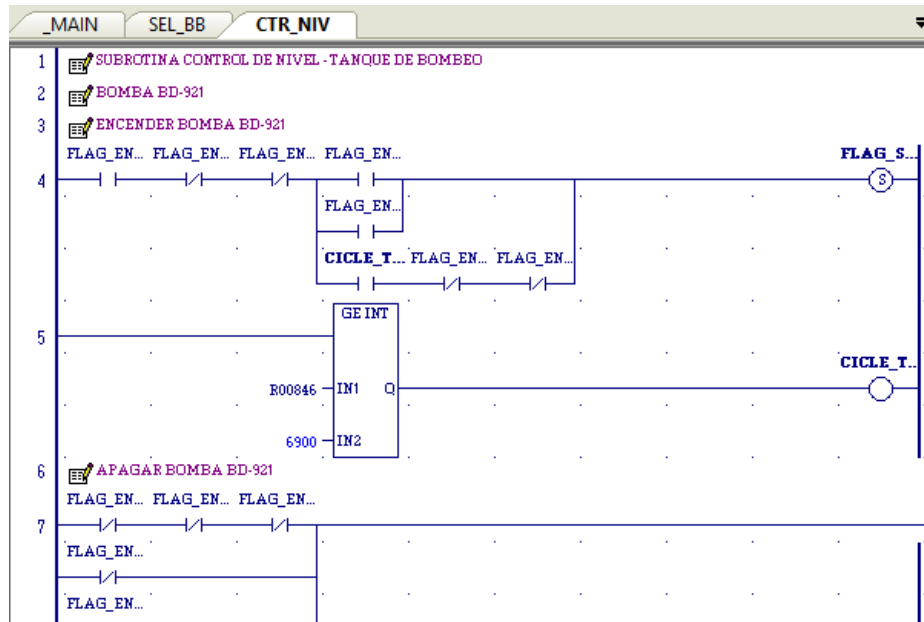 _MAIN SEL_BB CTR_NIV
1 SUBROTINA CONTROL DE NIVEL - TANQUE DE BOMBEO
2 BOMBA BD-921
3 ENCENDER BOMBA BD-921
FLAG_EN... FLAG_EN... FLAG_EN... FLAG_EN... FLAG_S...
4 S
FLAG_EN...
CICLE_T... FLAG_EN... FLAG_EN...
GE INT
5
CICLE_T...
R00846 IN1 Q
6900 IN2
6 APAGAR BOMBA BD-921
FLAG_EN... FLAG_EN... FLAG_EN...
7
FLAG_EN...
FLAG_EN...